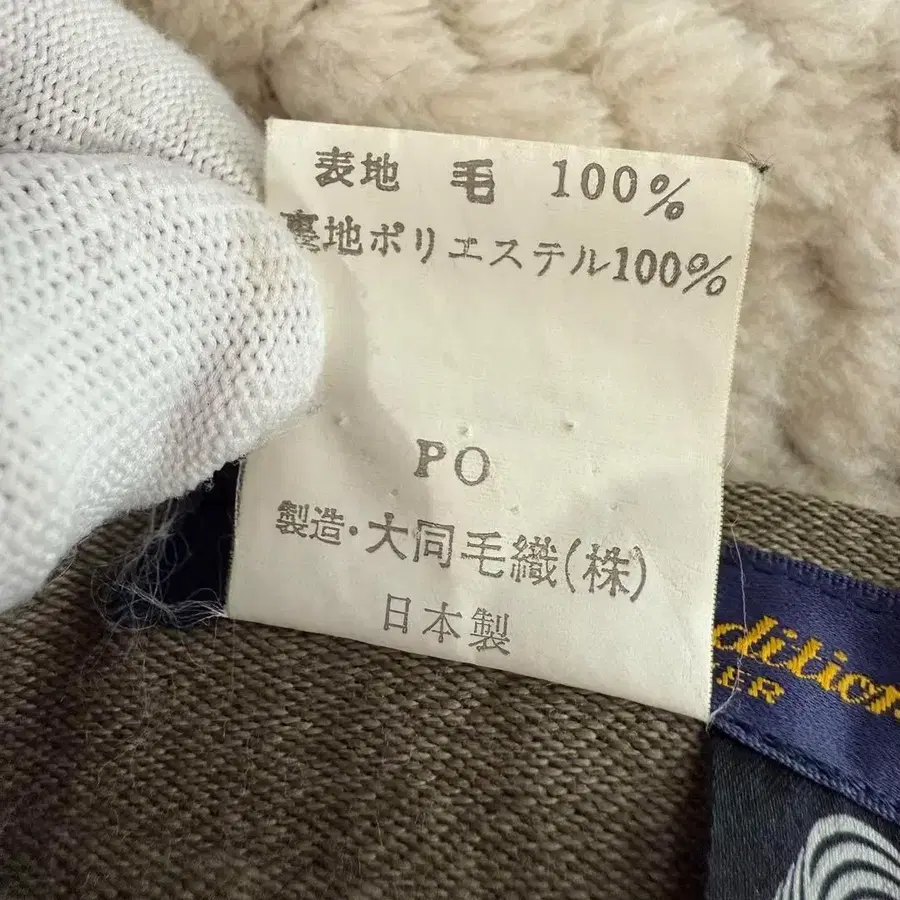 表地 毛 100%
裏地ポリエステル100%
PO
製造・大同毛織(株)
日本製